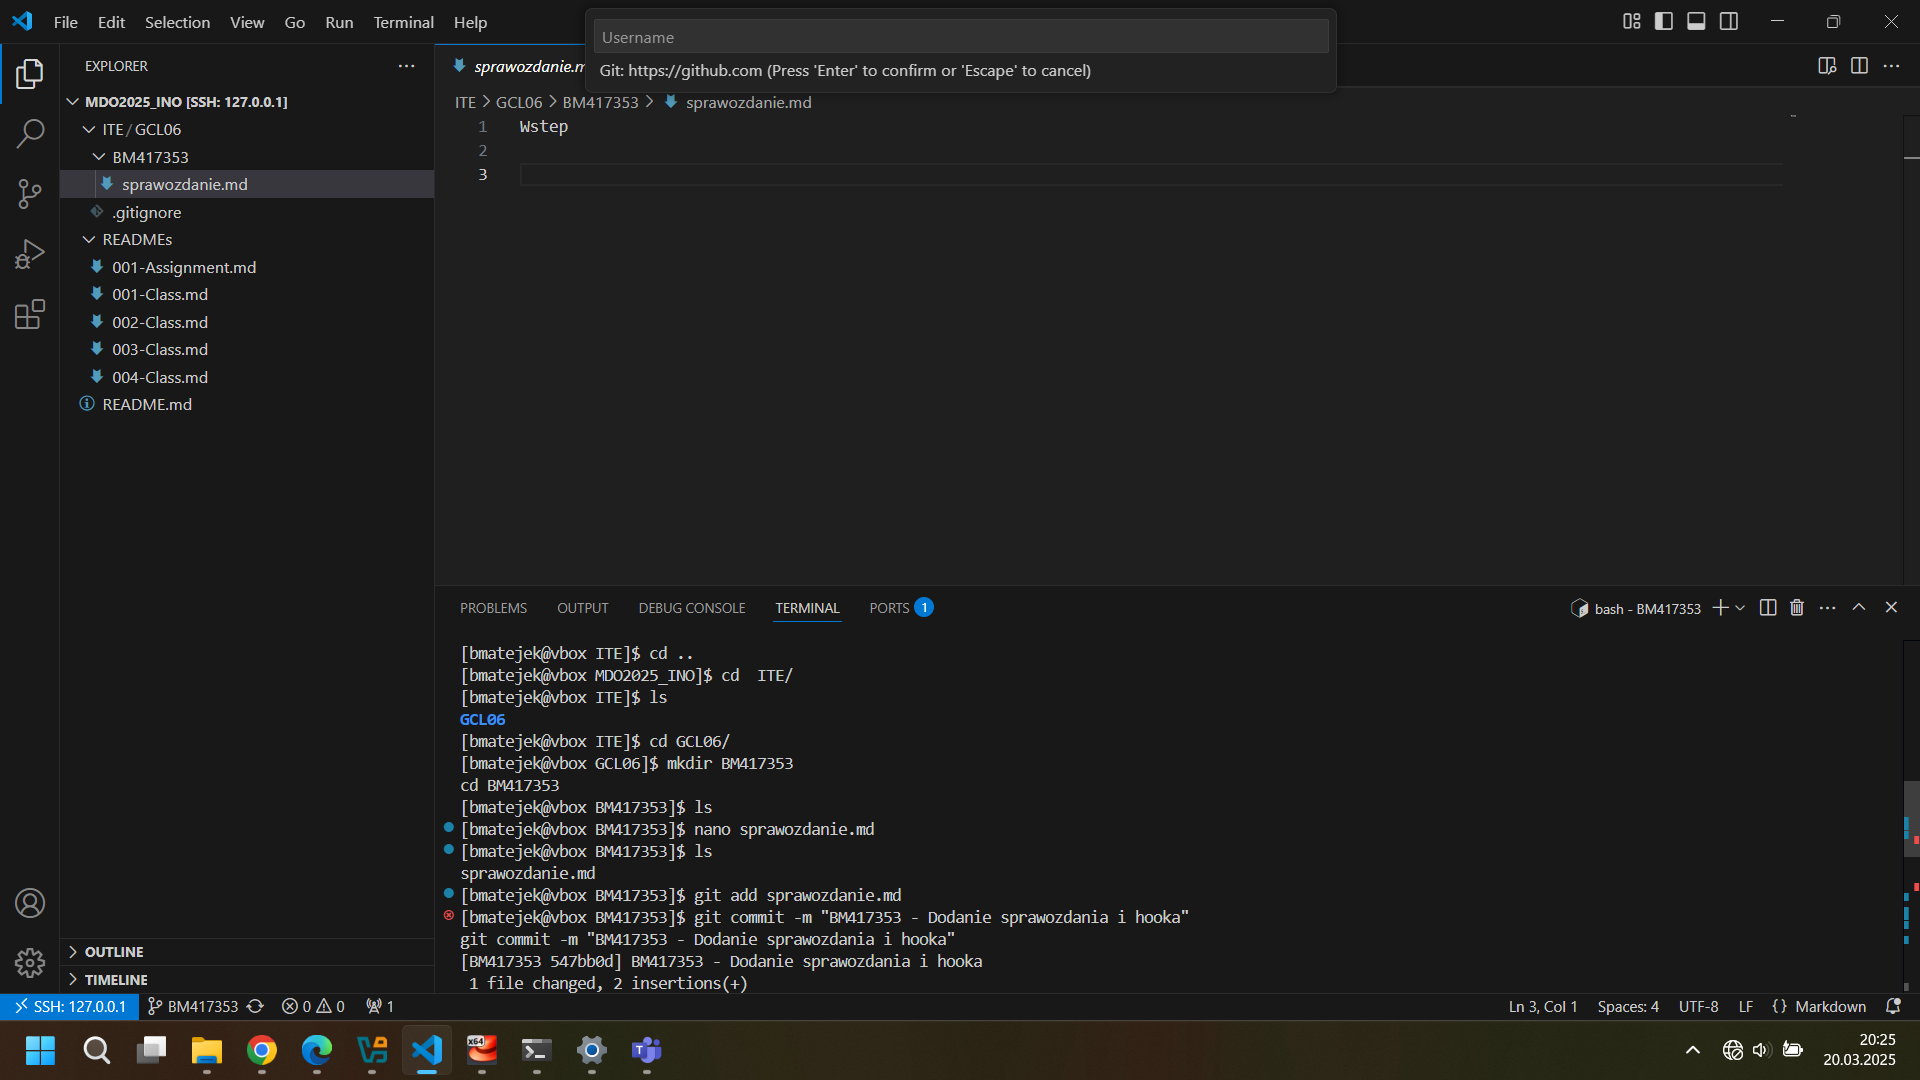 File Edit Selection View Go Run Terminal Help
Username
Git: https://github.com (Press 'Enter' to confirm or 'Escape' to cancel)
EXPLORER
MDO2025_INO [SSH: 127.0.0.1]
ITE / GCL06
BM417353
sprawozdanie.md
.gitignore
READMEs
001-Assignment.md
001-Class.md
002-Class.md
003-Class.md
004-Class.md
README.md
OUTLINE
TIMELINE
sprawozdanie.m
ITE > GCL06 > BM417353 > sprawozdanie.md
1 Wstep
2
3
PROBLEMS OUTPUT DEBUG CONSOLE TERMINAL PORTS 1
bash - BM417353
[bmatejek@vbox ITE]$ cd ..
[bmatejek@vbox MDO2025_INO]$ cd  ITE/
[bmatejek@vbox ITE]$ ls
GCL06
[bmatejek@vbox ITE]$ cd GCL06/
[bmatejek@vbox GCL06]$ mkdir BM417353
cd BM417353
[bmatejek@vbox BM417353]$ ls
[bmatejek@vbox BM417353]$ nano sprawozdanie.md
[bmatejek@vbox BM417353]$ ls
sprawozdanie.md
[bmatejek@vbox BM417353]$ git add sprawozdanie.md
[bmatejek@vbox BM417353]$ git commit -m "BM417353 - Dodanie sprawozdania i hooka"
git commit -m "BM417353 - Dodanie sprawozdania i hooka"
[BM417353 547bb0d] BM417353 - Dodanie sprawozdania i hooka
1 file changed, 2 insertions(+)
SSH: 127.0.0.1 BM417353 0 0 1 Ln 3, Col 1 Spaces: 4 UTF-8 LF {} Markdown
x64 T
20:25
20.03.2025